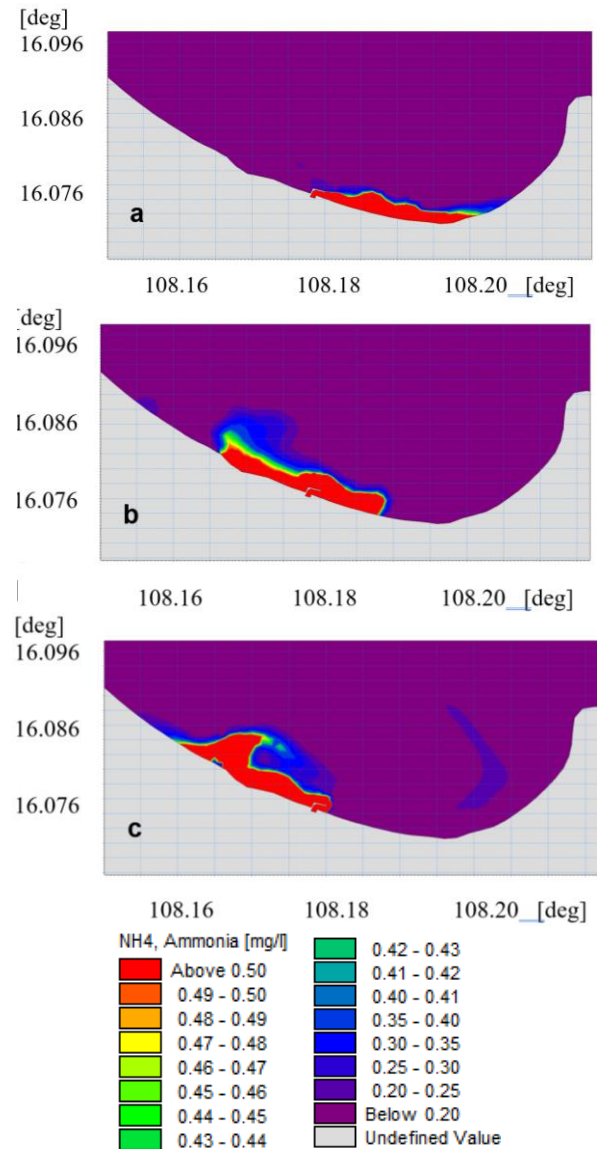 [deg]
16.096
16.086
16.076
a
108.16 108.18 108.20 [deg]
[deg]
16.096
16.086
16.076
b
108.16 108.18 108.20 [deg]
[deg]
16.096
16.086
16.076
c
108.16 108.18 108.20 [deg]
NH4, Ammonia [mg/l]
Above 0.50
0.49 - 0.50
0.48 - 0.49
0.47 - 0.48
0.46 - 0.47
0.45 - 0.46
0.44 - 0.45
0.43 - 0.44
0.42 - 0.43
0.41 - 0.42
0.40 - 0.41
0.35 - 0.40
0.30 - 0.35
0.25 - 0.30
0.20 - 0.25
Below 0.20
Undefined Value